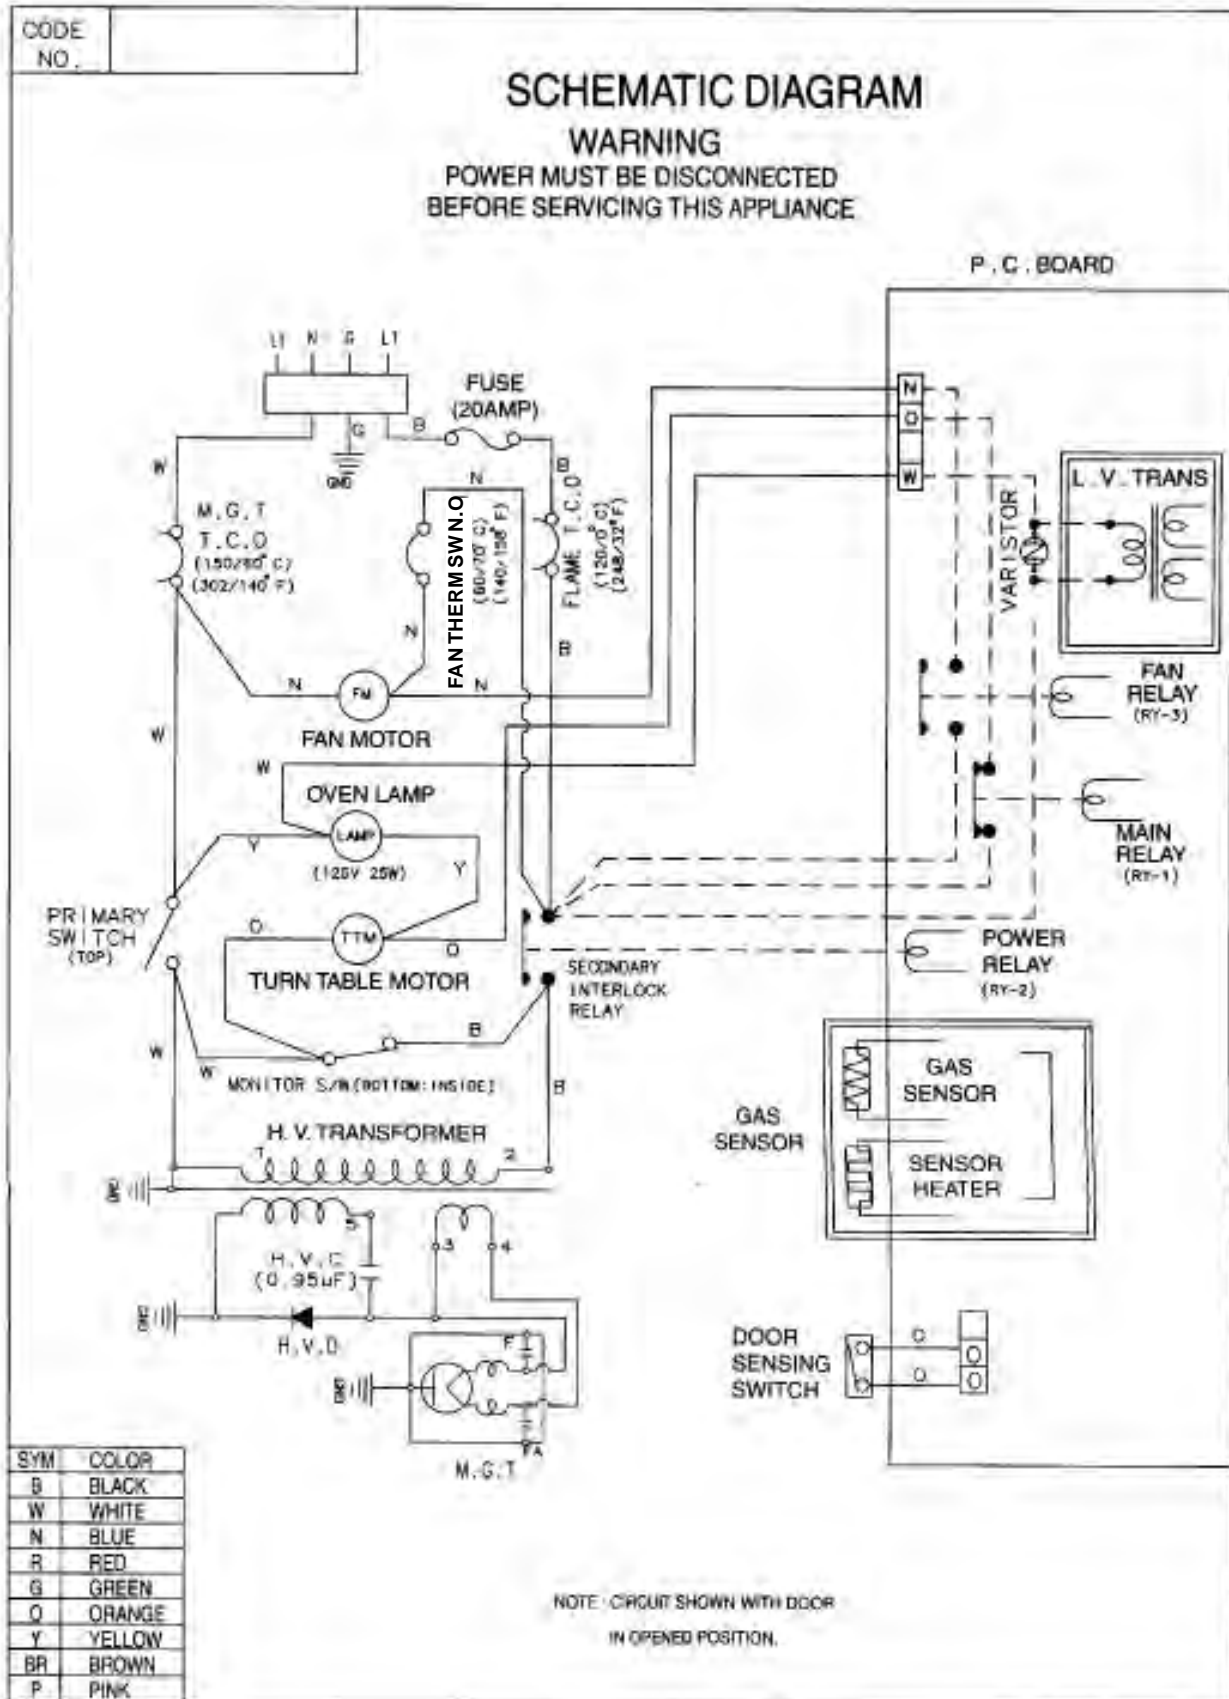 CODE
NO.
SCHEMATIC DIAGRAM
WARNING
POWER MUST BE DISCONNECTED
BEFORE SERVICING THIS APPLIANCE
P.C.BOARD
L1 N G L1
FUSE
(20AMP)
G
B
GND
W
N
B
N
O
W
M.G.T
T.C.O
(150/60°C)
(302/140°F)
FAN THERM SW N.O
(60/70°C)
(140/158°F)
FLAME T.C.O
(120/0°C)
(248/32°F)
VARISTOR
L.V.TRANS
N
B
N
FM
N
FAN MOTOR
FAN
RELAY
(RY-3)
W
W
OVEN LAMP
LAMP
(125V 25W)
Y
Y
MAIN
RELAY
(RY-1)
PRIMARY
SWITCH
(TOP)
O
TTM
O
TURN TABLE MOTOR
SECONDARY
INTERLOCK
RELAY
POWER
RELAY
(RY-2)
W
W
B
MONITOR S/W(BOTTOM:INSIDE)
B
GAS
SENSOR
GAS
SENSOR
SENSOR
HEATER
H.V.TRANSFORMER
1
2
GND
5
3
4
H.V.C
(0.95uF)
GND
H.V.D
F
GND
FA
M.G.T
DOOR
SENSING
SWITCH
O
O
O
O
SYM COLOR
B BLACK
W WHITE
N BLUE
R RED
G GREEN
O ORANGE
Y YELLOW
BR BROWN
P PINK
NOTE : CIRCUIT SHOWN WITH DOOR
IN OPENED POSITION.